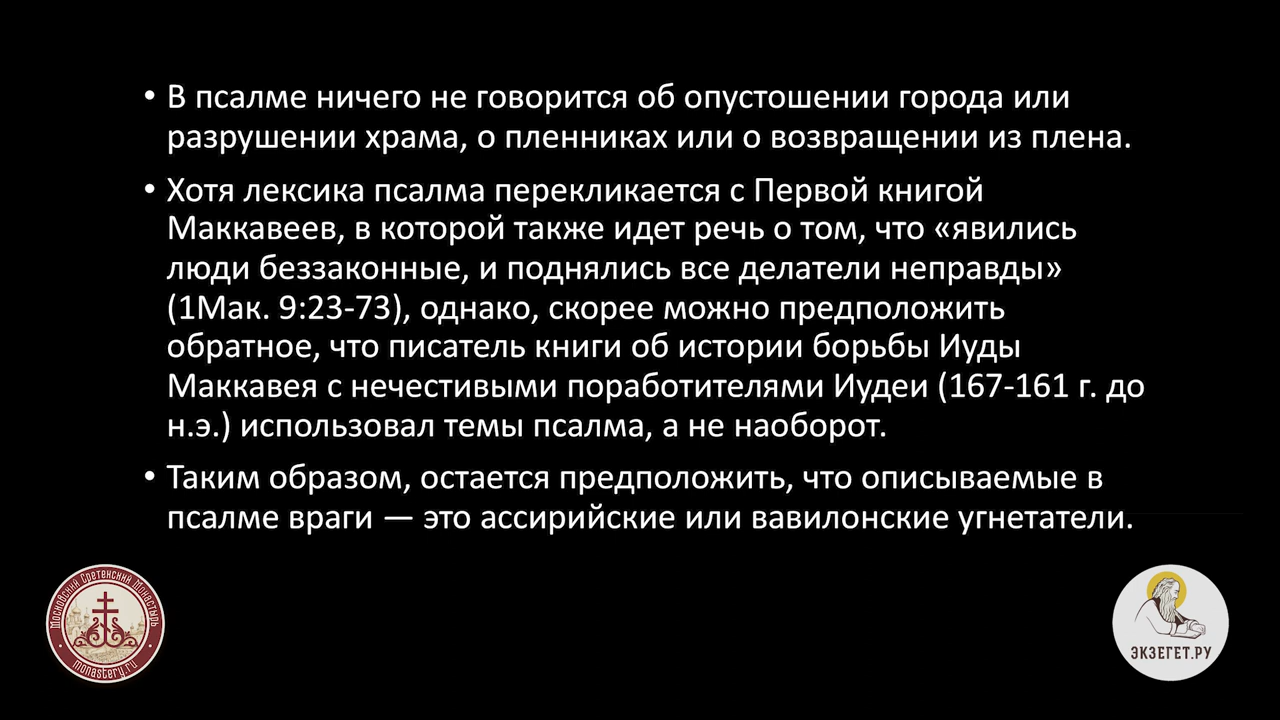 • В псалме ничего не говорится об опустошении города или
разрушении храма, о пленниках или о возвращении из плена.
• Хотя лексика псалма перекликается с Первой книгой
Маккавеев, в которой также идет речь о том, что «явились
люди беззаконные, и поднялись все делатели неправды»
(1Мак. 9:23-73), однако, скорее можно предположить
обратное, что писатель книги об истории борьбы Иуды
Маккавея с нечестивыми поработителями Иудеи (167-161 г. до
н.э.) использовал темы псалма, а не наоборот.
• Таким образом, остается предположить, что описываемые в
псалме враги — это ассирийские или вавилонские угнетатели.
Московский Сретенский Монастырь
monastery.ru
ЭКЗЕГЕТ.РУ